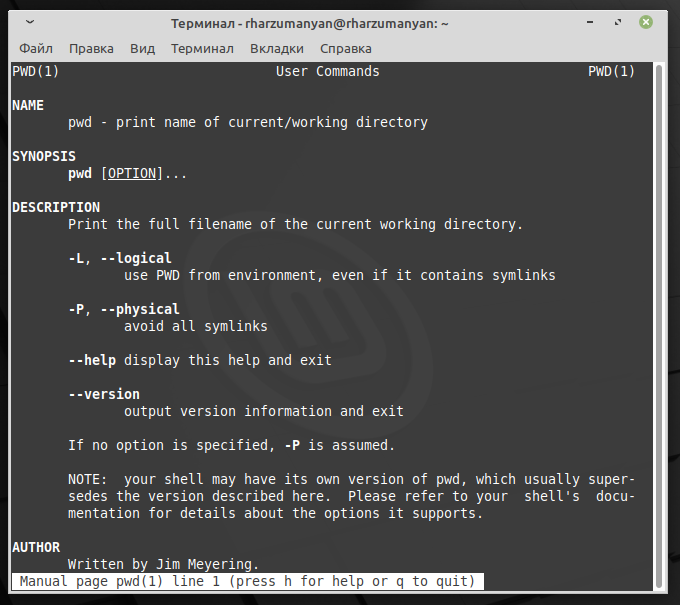 Терминал - rharzumanyan@rharzumanyan: ~
Файл Правка Вид Терминал Вкладки Справка
PWD(1) User Commands PWD(1)
NAME
pwd - print name of current/working directory
SYNOPSIS
pwd [OPTION]...
DESCRIPTION
Print the full filename of the current working directory.
-L, --logical
use PWD from environment, even if it contains symlinks
-P, --physical
avoid all symlinks
--help display this help and exit
--version
output version information and exit
If no option is specified, -P is assumed.
NOTE: your shell may have its own version of pwd, which usually super-
sedes the version described here. Please refer to your shell's docu-
mentation for details about the options it supports.
AUTHOR
Written by Jim Meyering.
Manual page pwd(1) line 1 (press h for help or q to quit)